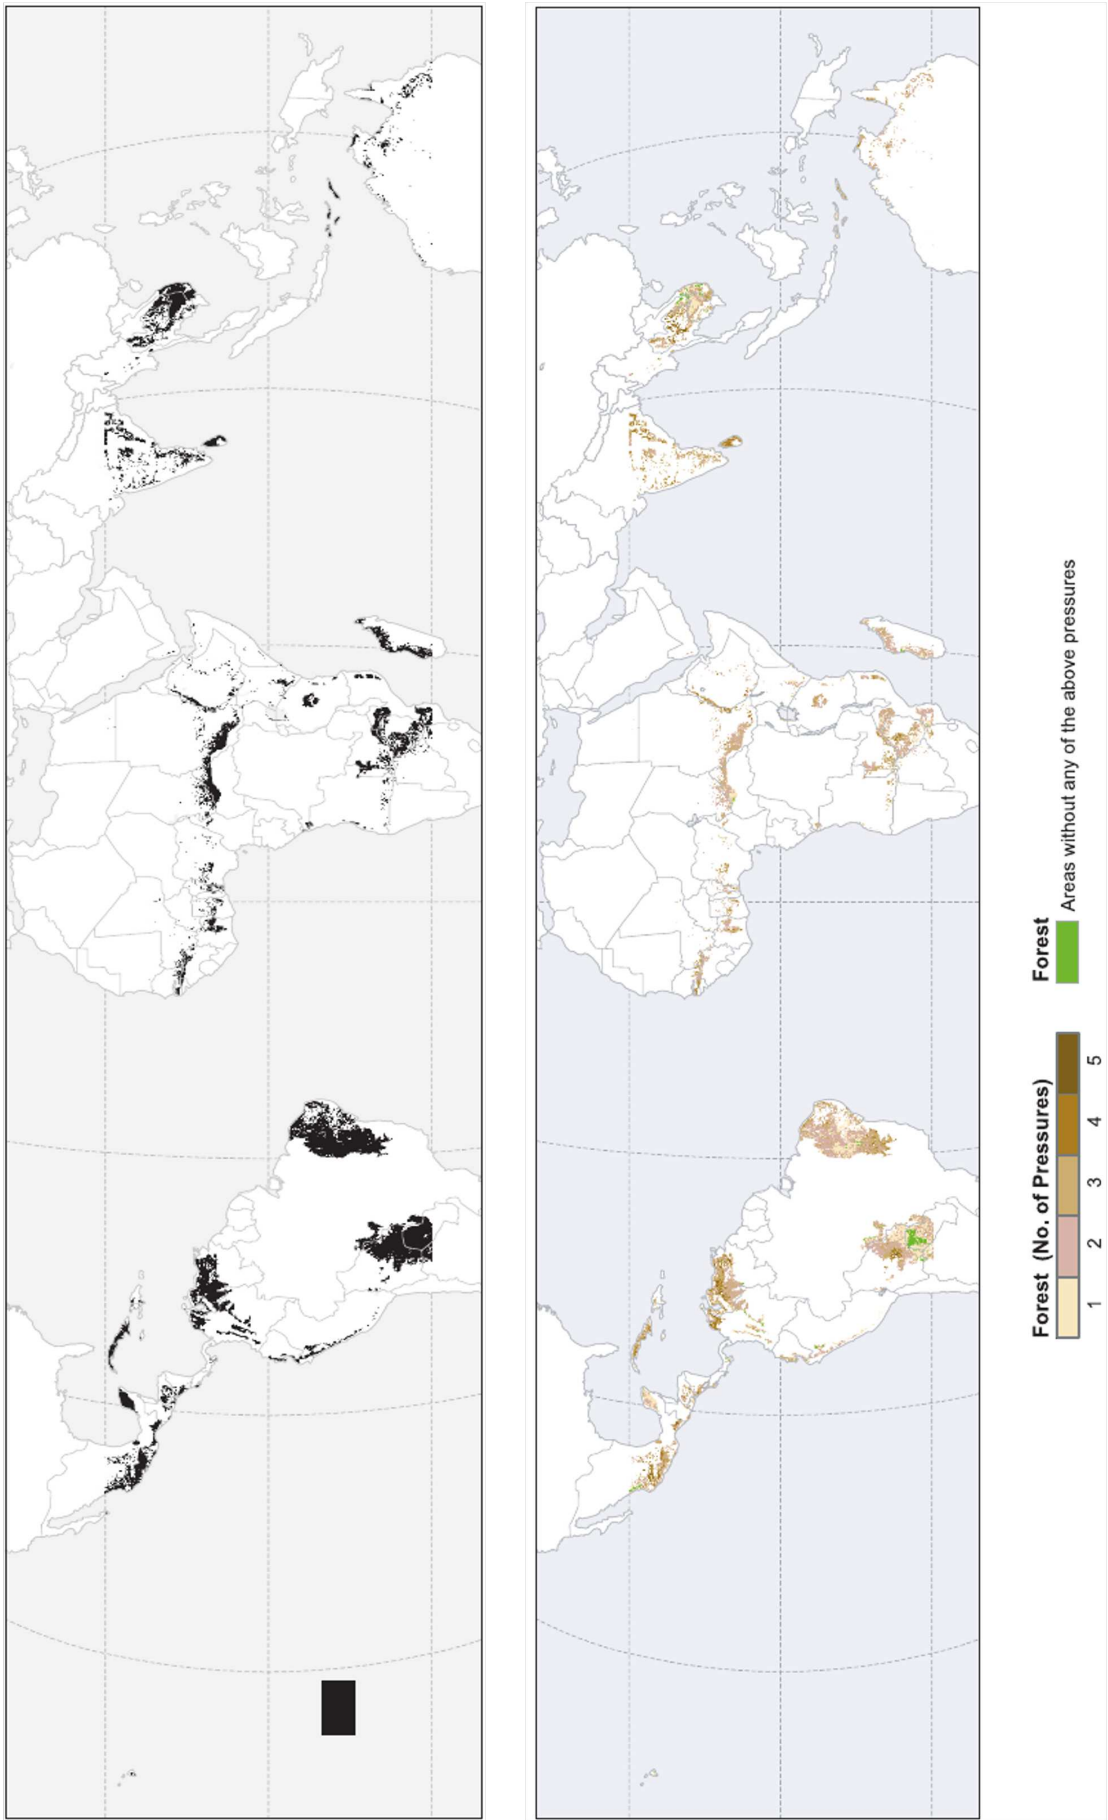 Forest (No. of Pressures)
1 2 3 4 5
Forest
Areas without any of the above pressures